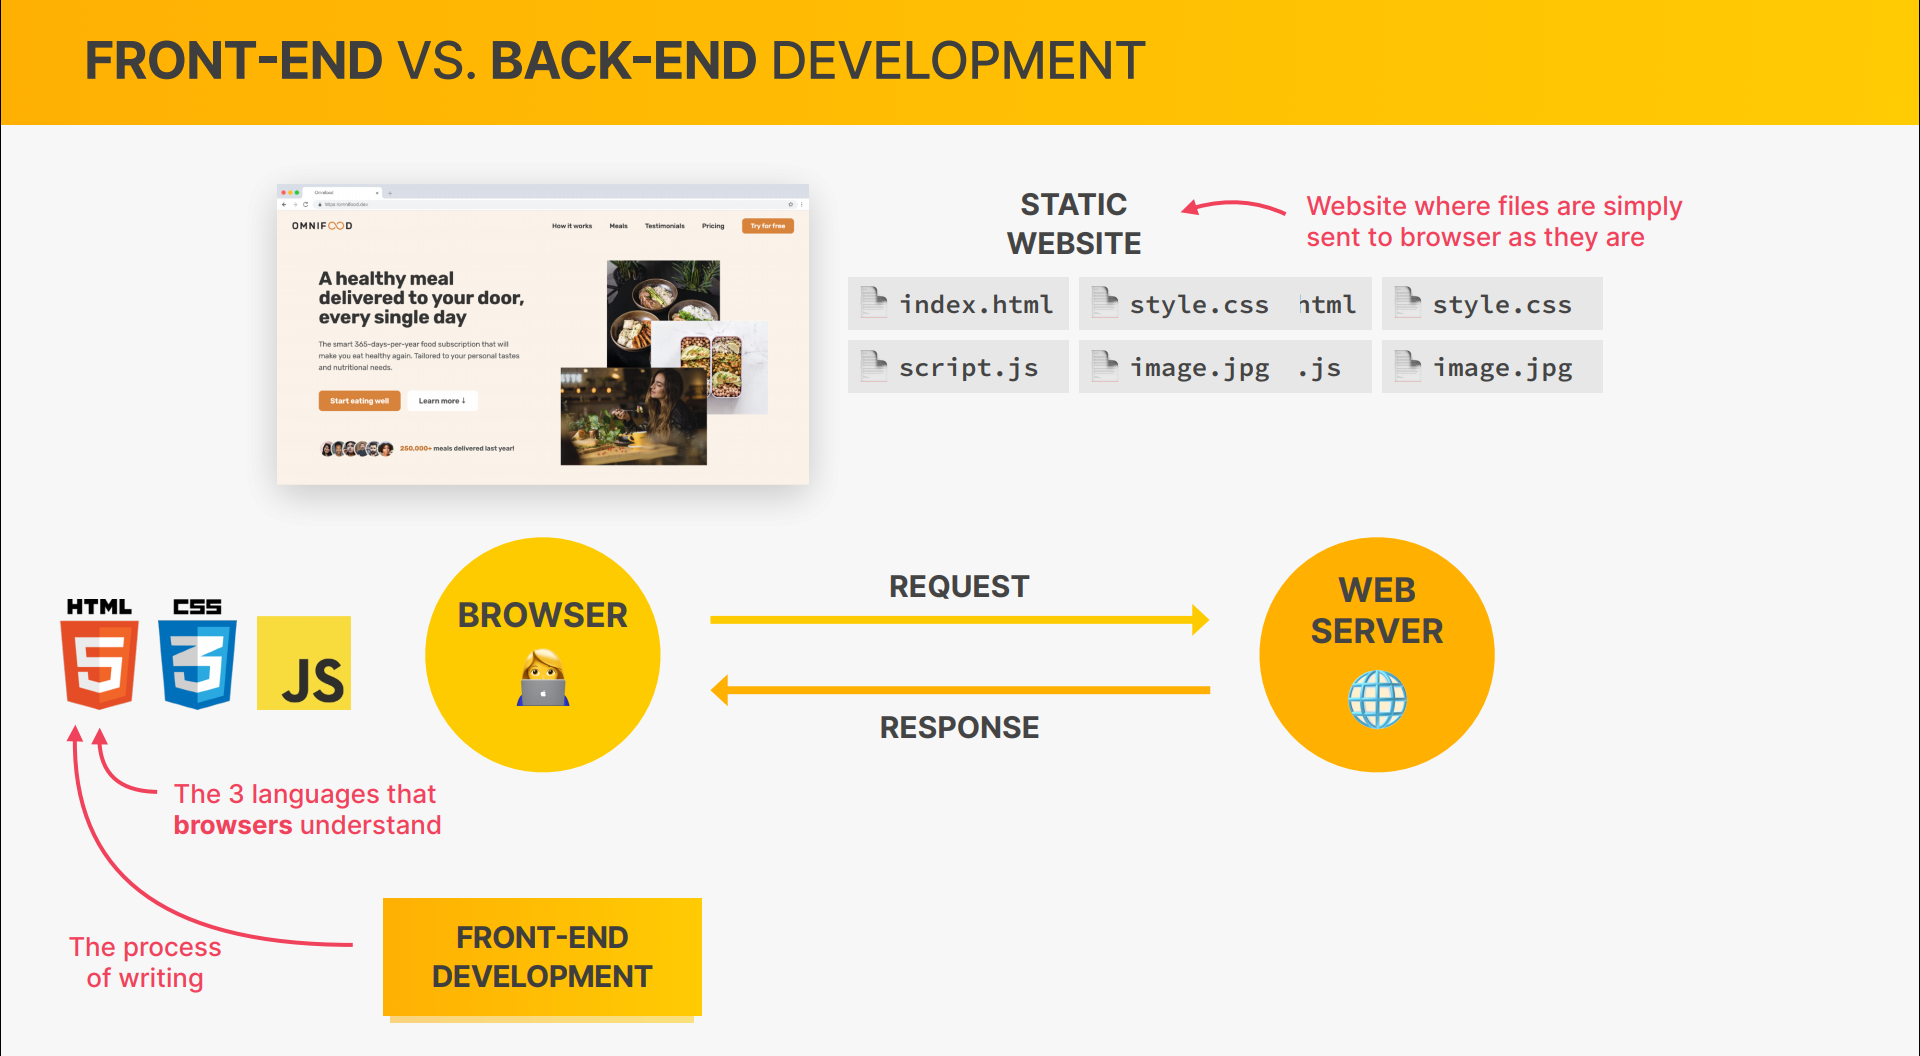 FRONT-END VS. BACK-END DEVELOPMENT
Omnifood
https://omnifood.dev
OMNIFOOD
How it works
Meals
Testimonials
Pricing
Try for free
A healthy meal
delivered to your door,
every single day
The smart 365-days-per-year food subscription that will
make you eat healthy again. Tailored to your personal tastes
and nutritional needs.
Start eating well
Learn more ↓
250,000+ meals delivered last year!
STATIC
WEBSITE
Website where files are simply
sent to browser as they are
index.html
style.css
html
style.css
script.js
image.jpg
.js
image.jpg
HTML
5
CSS
3
JS
BROWSER
REQUEST
RESPONSE
WEB
SERVER
The 3 languages that
browsers understand
The process
of writing
FRONT-END
DEVELOPMENT